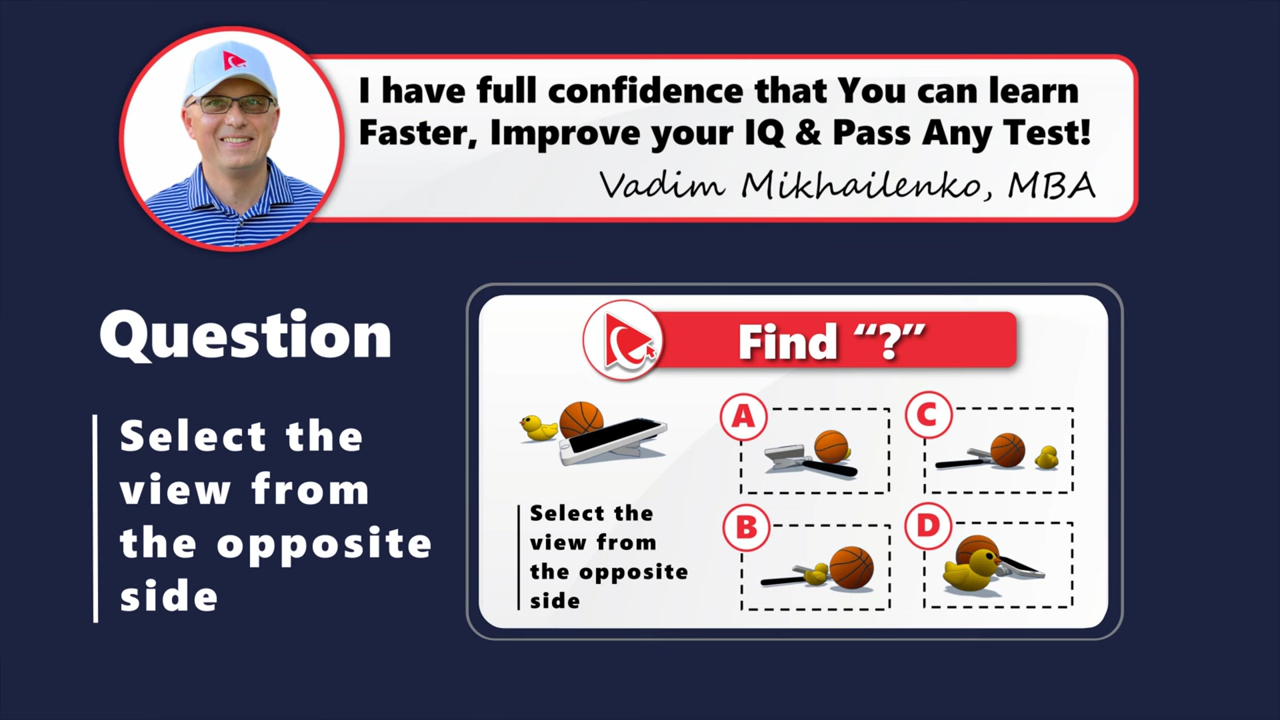 I have full confidence that You can learn
Faster, Improve your IQ & Pass Any Test!
Vadim Mikhailenko, MBA
Question
Select the
view from
the opposite
side
Find “?”
Select the
view from
the opposite
side
A
B
C
D